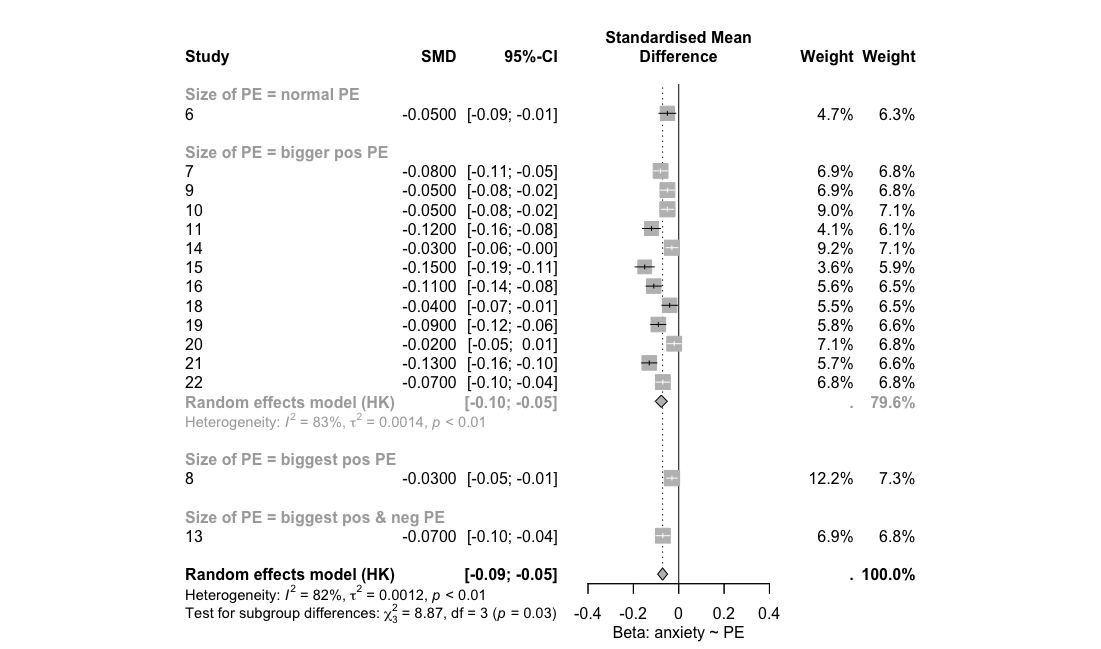 Standardised Mean
Study SMD 95%-CI Difference Weight Weight
Size of PE = normal PE
6 -0.0500 [-0.09; -0.01] 4.7% 6.3%
Size of PE = bigger pos PE
7 -0.0800 [-0.11; -0.05] 6.9% 6.8%
9 -0.0500 [-0.08; -0.02] 6.9% 6.8%
10 -0.0500 [-0.08; -0.02] 9.0% 7.1%
11 -0.1200 [-0.16; -0.08] 4.1% 6.1%
14 -0.0300 [-0.06; -0.00] 9.2% 7.1%
15 -0.1500 [-0.19; -0.11] 3.6% 5.9%
16 -0.1100 [-0.14; -0.08] 5.6% 6.5%
18 -0.0400 [-0.07; -0.01] 5.5% 6.5%
19 -0.0900 [-0.12; -0.06] 5.8% 6.6%
20 -0.0200 [-0.05; 0.01] 7.1% 6.8%
21 -0.1300 [-0.16; -0.10] 5.7% 6.6%
22 -0.0700 [-0.10; -0.04] 6.8% 6.8%
Random effects model (HK) [-0.10; -0.05] . 79.6%
Heterogeneity: I² = 83%, τ² = 0.0014, p < 0.01
Size of PE = biggest pos PE
8 -0.0300 [-0.05; -0.01] 12.2% 7.3%
Size of PE = biggest pos & neg PE
13 -0.0700 [-0.10; -0.04] 6.9% 6.8%
Random effects model (HK) [-0.09; -0.05] . 100.0%
Heterogeneity: I² = 82%, τ² = 0.0012, p < 0.01
Test for subgroup differences: χ²₃ = 8.87, df = 3 (p = 0.03)
-0.4 -0.2 0 0.2 0.4
Beta: anxiety ~ PE